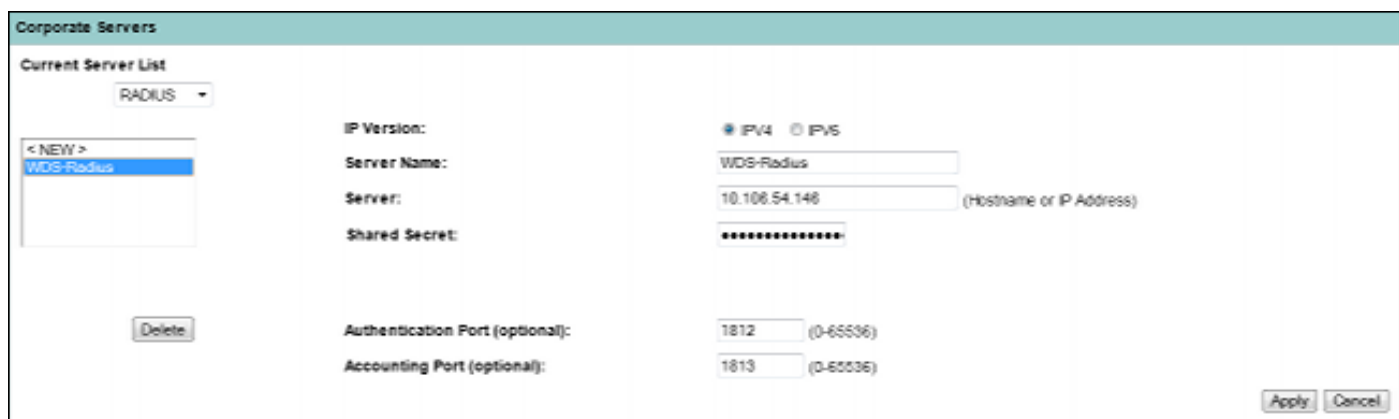 Corporate Servers
Current Server List
RADIUS
< NEW >
WDS-Radius
Delete
IP Version: IPV4 IPV6
Server Name: WDS-Radius
Server: 10.106.54.146 (Hostname or IP Address)
Shared Secret: ••••••••••••••
Authentication Port (optional): 1812 (0-65536)
Accounting Port (optional): 1813 (0-65536)
Apply Cancel